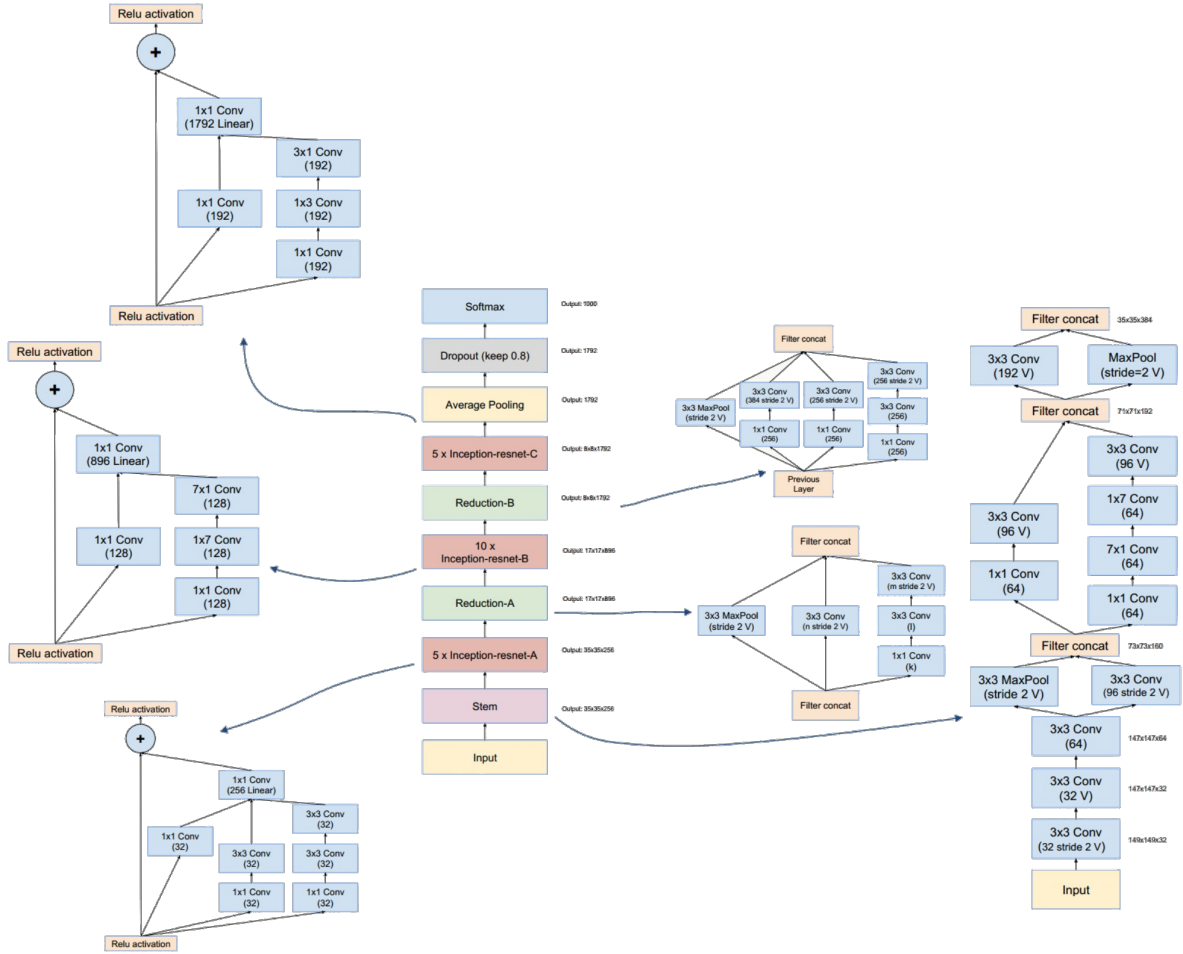 Relu activation
+
1x1 Conv
(1792 Linear)
3x1 Conv
(192)
1x1 Conv
(192)
1x3 Conv
(192)
1x1 Conv
(192)
Relu activation
Relu activation
+
1x1 Conv
(896 Linear)
7x1 Conv
(128)
1x1 Conv
(128)
1x7 Conv
(128)
1x1 Conv
(128)
Relu activation
Relu activation
+
1x1 Conv
(256 Linear)
3x3 Conv
(32)
1x1 Conv
(32)
3x3 Conv
(32)
3x3 Conv
(32)
1x1 Conv
(32)
1x1 Conv
(32)
Relu activation
Softmax
Output: 1000
Dropout (keep 0.8)
Output: 1792
Average Pooling
Output: 1792
5 x Inception-resnet-C
Output: 8x8x1792
Reduction-B
Output: 8x8x1792
10 x
Inception-resnet-B
Output: 17x17x896
Reduction-A
Output: 17x17x896
5 x Inception-resnet-A
Output: 35x35x256
Stem
Output: 35x35x256
Input
Filter concat
3x3 Conv
(256 stride 2 V)
3x3 MaxPool
(stride 2 V)
3x3 Conv
(384 stride 2 V)
3x3 Conv
(256 stride 2 V)
3x3 Conv
(256)
1x1 Conv
(256)
1x1 Conv
(256)
1x1 Conv
(256)
Previous
Layer
Filter concat
3x3 Conv
(m stride 2 V)
3x3 MaxPool
(stride 2 V)
3x3 Conv
(n stride 2 V)
3x3 Conv
(l)
1x1 Conv
(k)
Filter concat
Filter concat
35x35x384
3x3 Conv
(192 V)
MaxPool
(stride=2 V)
Filter concat
71x71x192
3x3 Conv
(96 V)
1x7 Conv
(64)
3x3 Conv
(96 V)
7x1 Conv
(64)
1x1 Conv
(64)
1x1 Conv
(64)
Filter concat
73x73x160
3x3 MaxPool
(stride 2 V)
3x3 Conv
(96 stride 2 V)
3x3 Conv
(64)
147x147x64
3x3 Conv
(32 V)
147x147x32
3x3 Conv
(32 stride 2 V)
149x149x32
Input